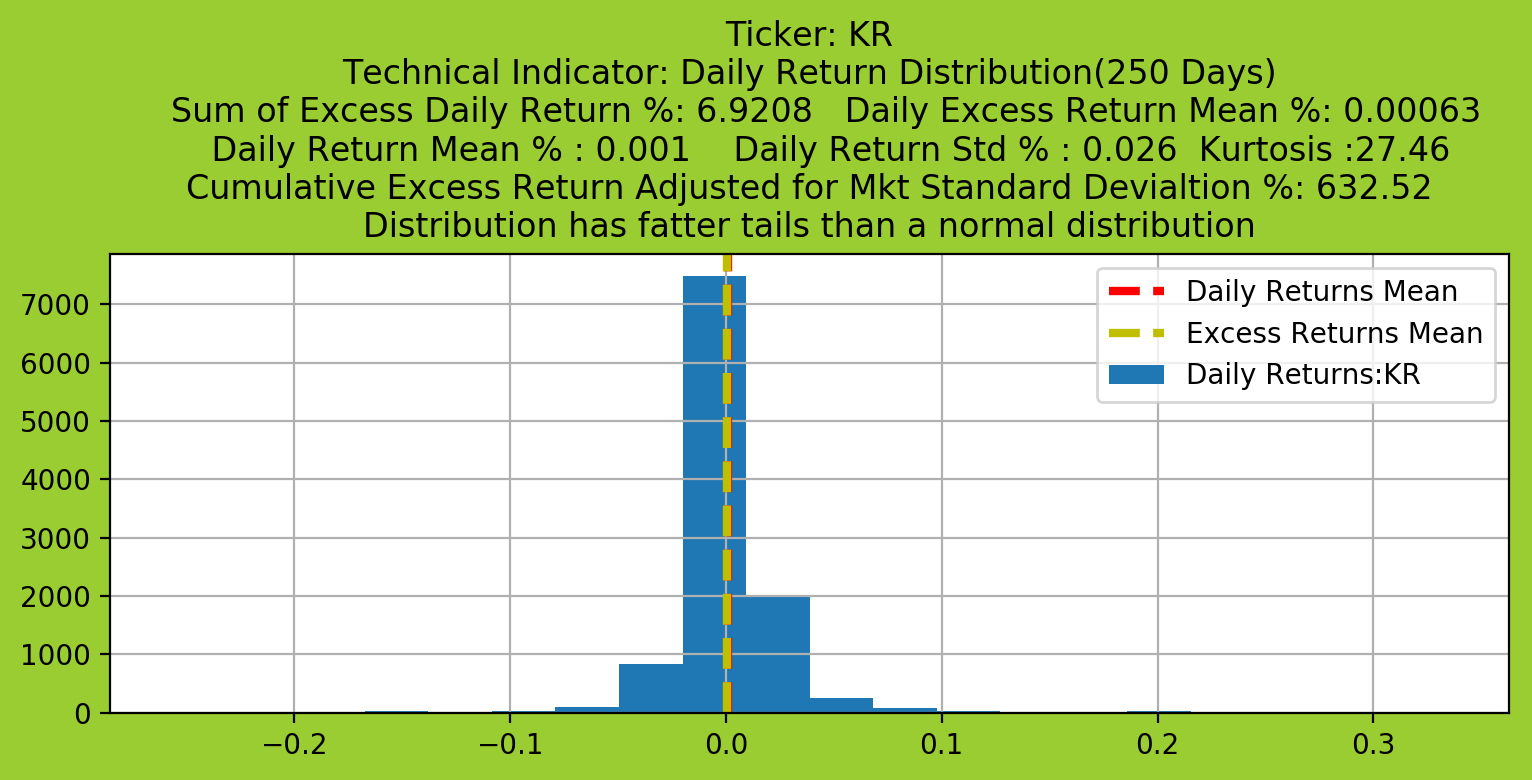 Ticker: KR
Technical Indicator: Daily Return Distribution(250 Days)
Sum of Excess Daily Return %: 6.9208   Daily Excess Return Mean %: 0.00063
Daily Return Mean % : 0.001    Daily Return Std % : 0.026  Kurtosis :27.46
Cumulative Excess Return Adjusted for Mkt Standard Devialtion %: 632.52
Distribution has fatter tails than a normal distribution
Daily Returns Mean
Excess Returns Mean
Daily Returns:KR
7000
6000
5000
4000
3000
2000
1000
0
−0.2 −0.1 0.0 0.1 0.2 0.3